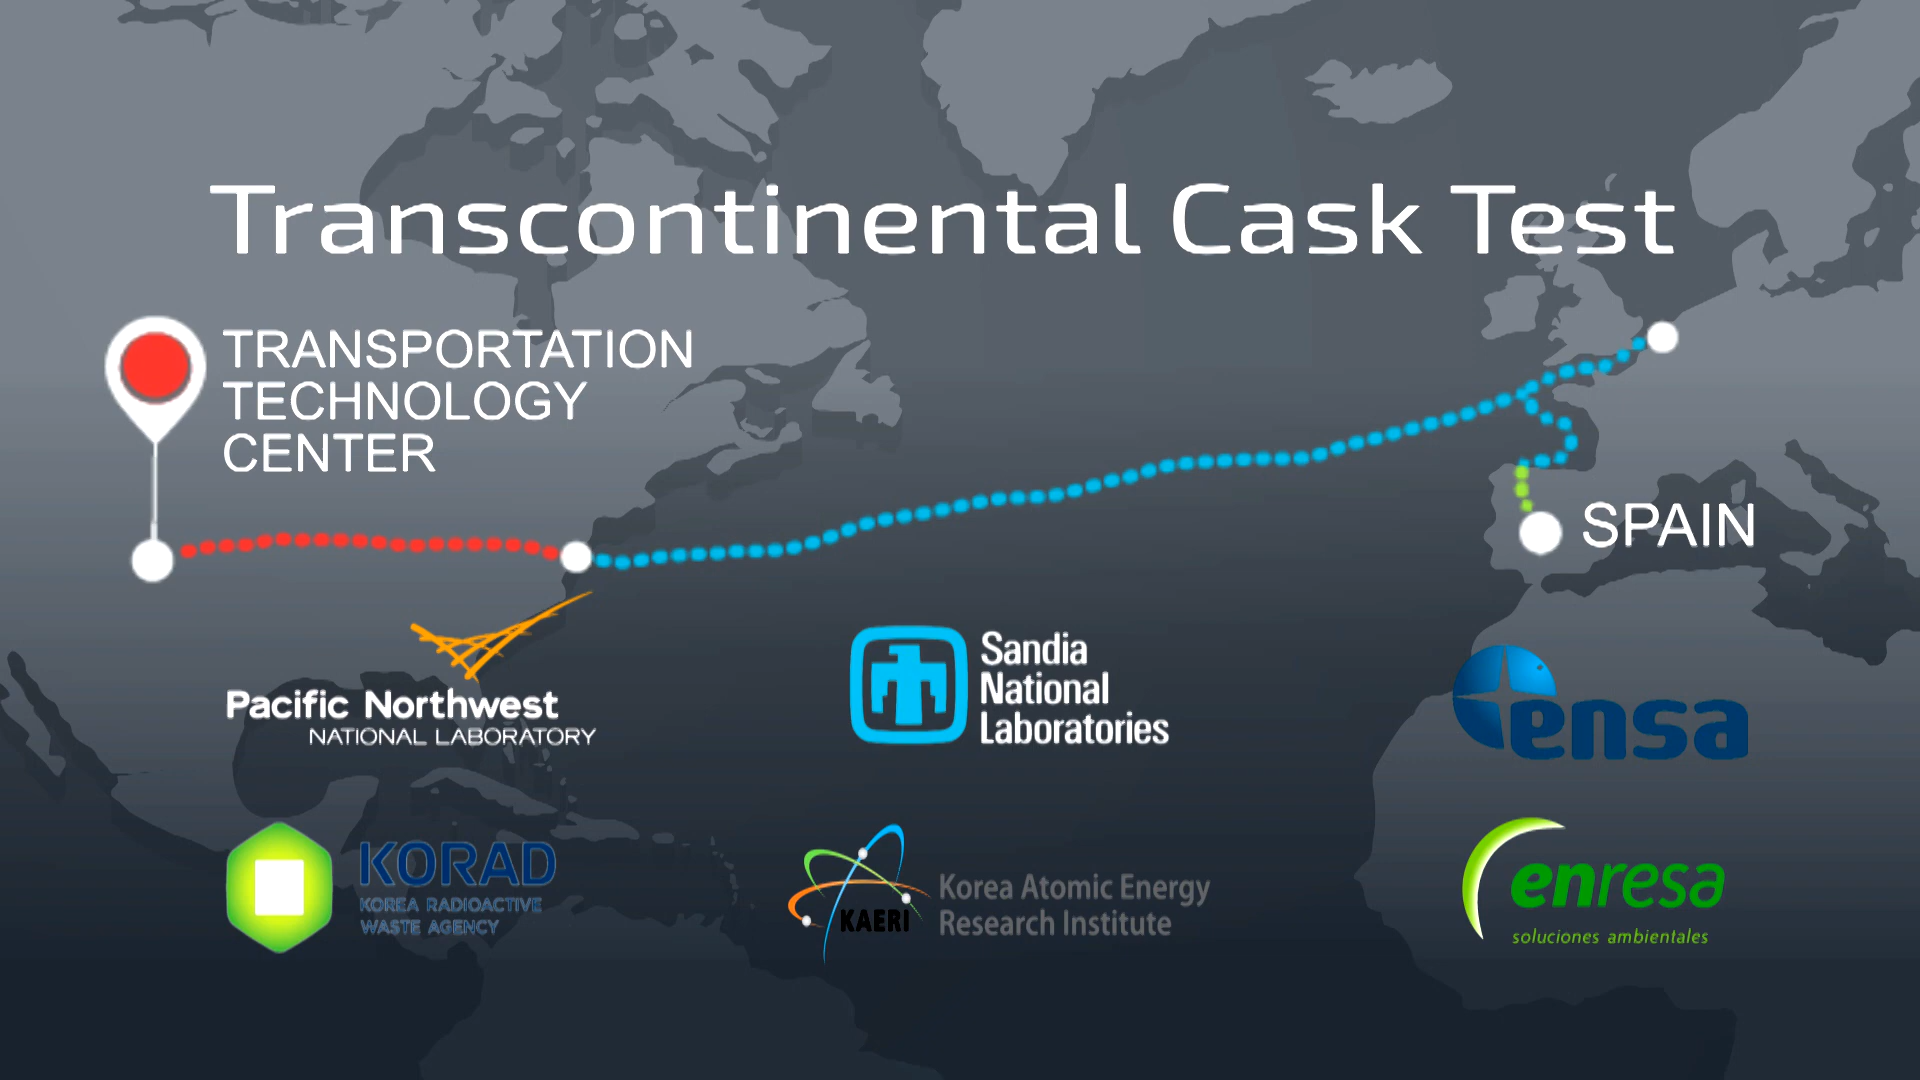 Transcontinental Cask Test
TRANSPORTATION
TECHNOLOGY
CENTER
SPAIN
Pacific Northwest
NATIONAL LABORATORY
Sandia
National
Laboratories
ensa
KORAD
KOREA RADIOACTIVE
WASTE AGENCY
KAERI
Korea Atomic Energy
Research Institute
enresa
soluciones ambientales